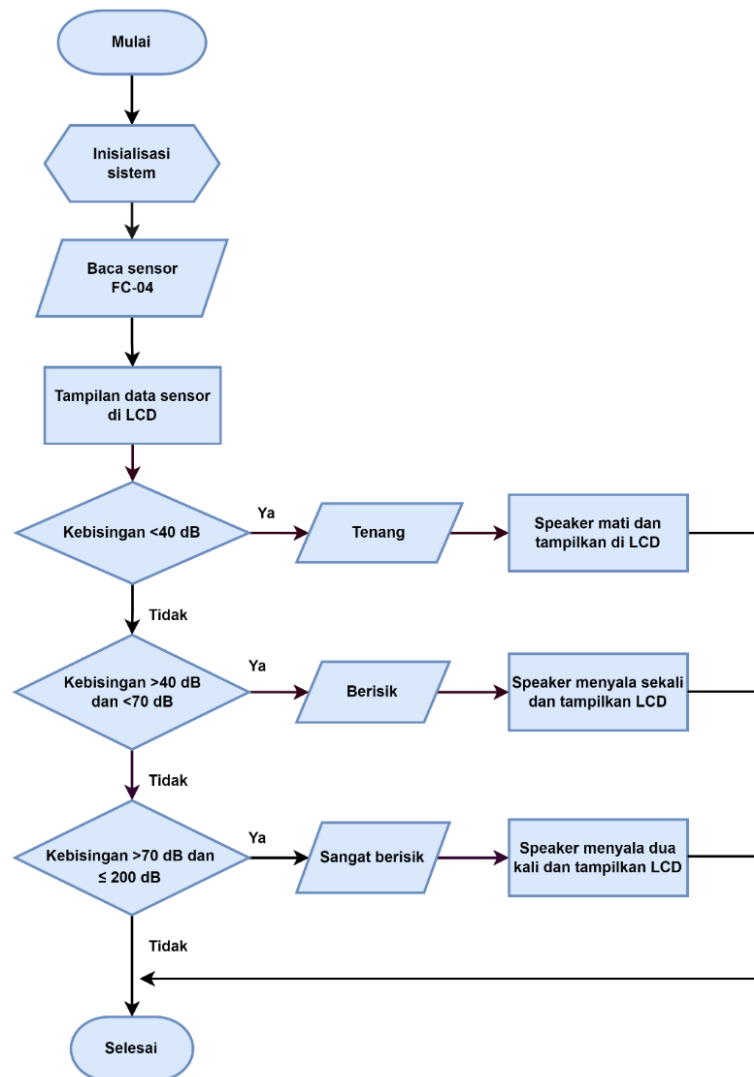 Mulai
Inisialisasi
sistem
Baca sensor
FC-04
Tampilan data sensor
di LCD
Kebisingan <40 dB
Ya
Tenang
Speaker mati dan
tampilkan di LCD
Tidak
Kebisingan >40 dB
dan <70 dB
Ya
Berisik
Speaker menyala sekali
dan tampilkan LCD
Tidak
Kebisingan >70 dB dan
≤ 200 dB
Ya
Sangat berisik
Speaker menyala dua
kali dan tampilkan LCD
Tidak
Selesai